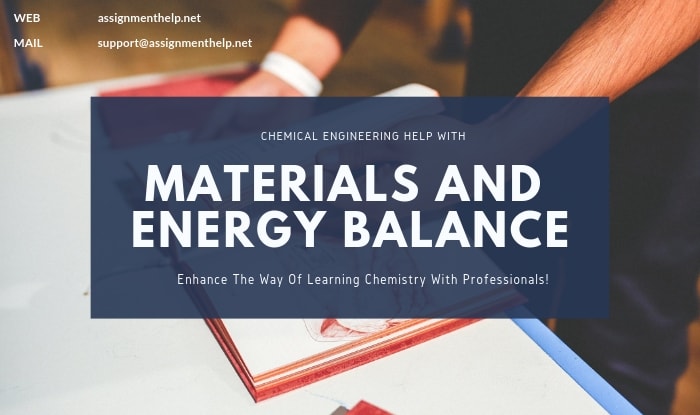 WEB assignmenthelp.net
MAIL support@assignmenthelp.net
CHEMICAL ENGINEERING HELP WITH
MATERIALS AND
ENERGY BALANCE
Enhance The Way Of Learning Chemistry With Professionals!